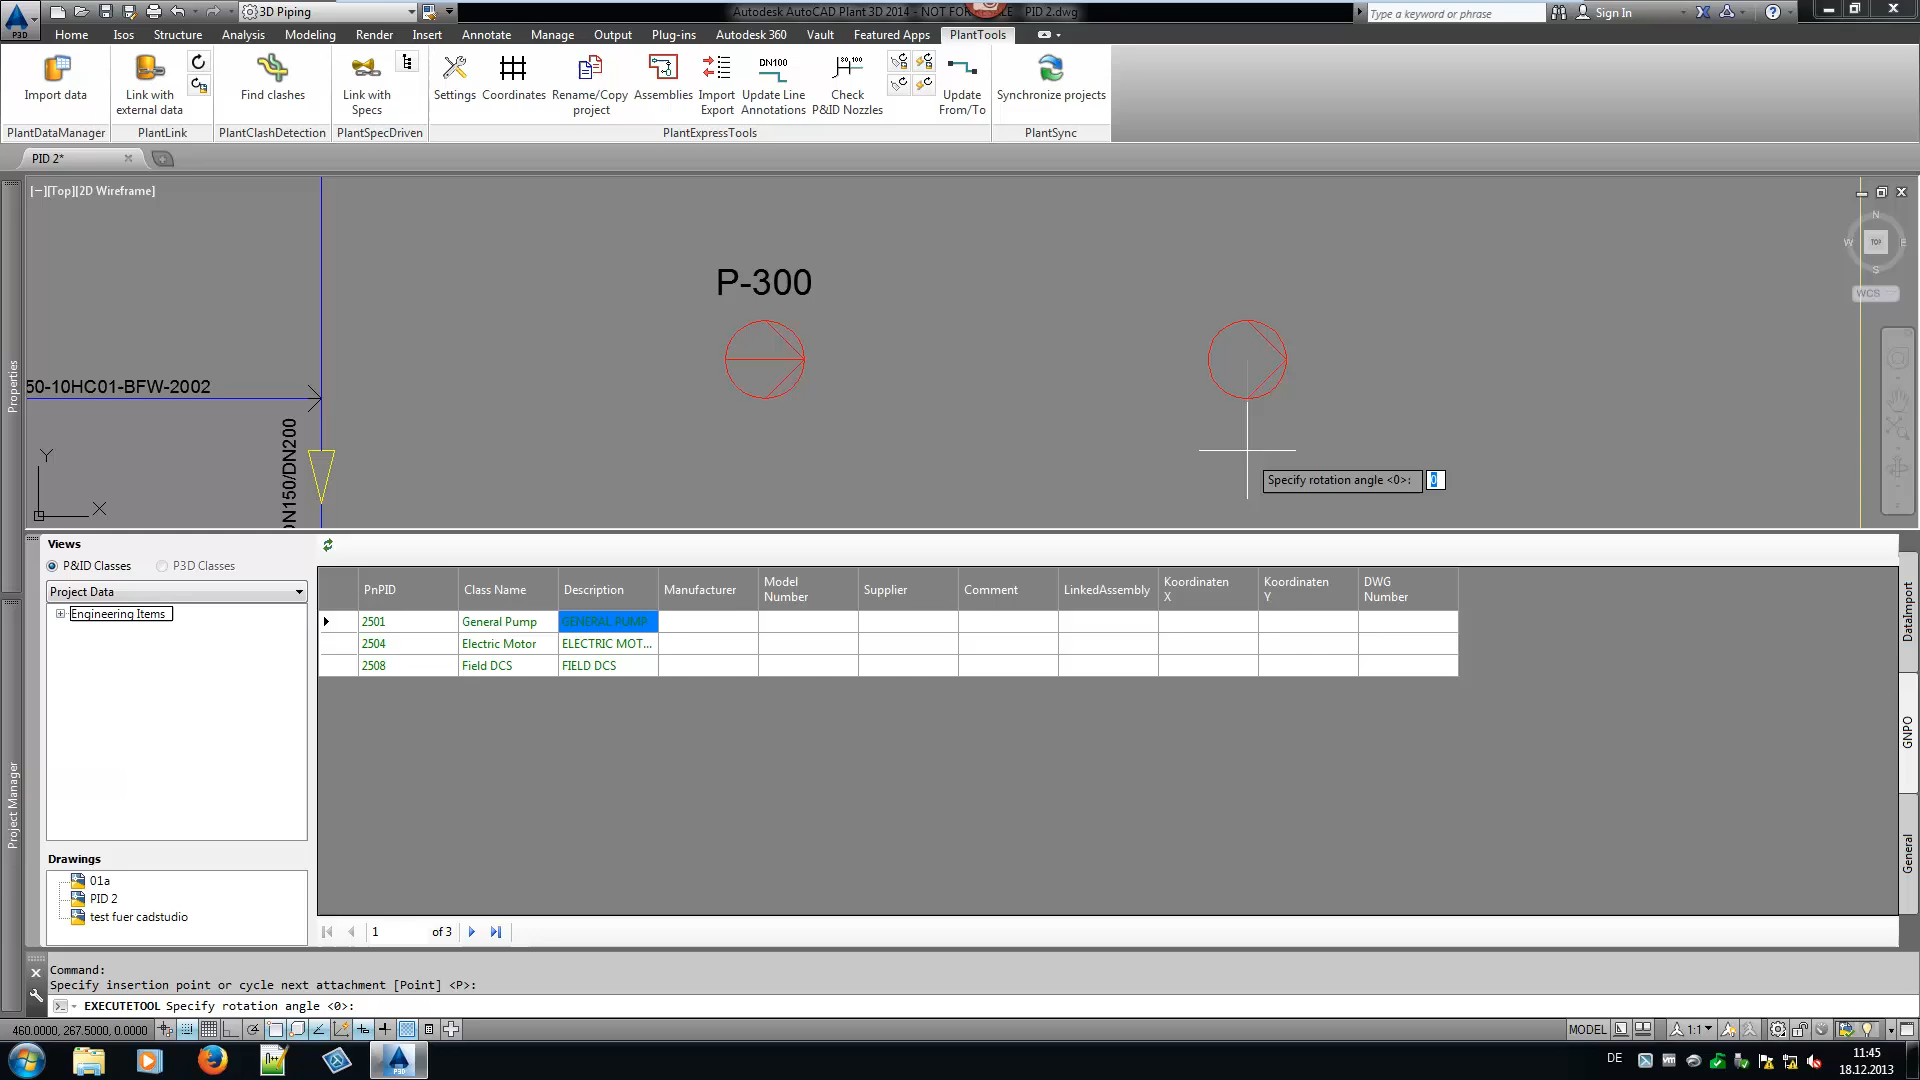 3D Piping
Autodesk AutoCAD Plant 3D 2014 - NOT FOR
PID 2.dwg
Type a keyword or phrase
Sign In
P3D
Home Isos Structure Analysis Modeling Render Insert Annotate Manage Output Plug-ins Autodesk 360 Vault Featured Apps PlantTools
Import data
Link with
external data
Find clashes
Link with
Specs
Settings
Coordinates
Rename/Copy
project
Assemblies
Import
Export
DN100
Update Line
Annotations
Check
P&ID Nozzles
Update
From/To
Synchronize projects
PlantDataManager PlantLink PlantClashDetection PlantSpecDriven PlantExpressTools PlantSync
PID 2*
[−][Top][2D Wireframe]
N
W TOP E
S
WCS
P-300
50-10HC01-BFW-2002
DN150/DN200
Y
X
Specify rotation angle <0>: 0
Properties
Project Manager
Views
P&ID Classes P3D Classes
Project Data
Engineering Items
Drawings
01a
PID 2
test fuer cadstudio
PnPID Class Name Description Manufacturer Model Number Supplier Comment LinkedAssembly Koordinaten X Koordinaten Y DWG Number
2501 General Pump GENERAL PUMP
2504 Electric Motor ELECTRIC MOT...
2508 Field DCS FIELD DCS
DataImport
GNPO
General
1 of 3
Command:
Specify insertion point or cycle next attachment [Point] <P>:
EXECUTETOOL Specify rotation angle <0>:
460.0000, 267.5000, 0.0000
MODEL
1:1
DE
11:45
18.12.2013